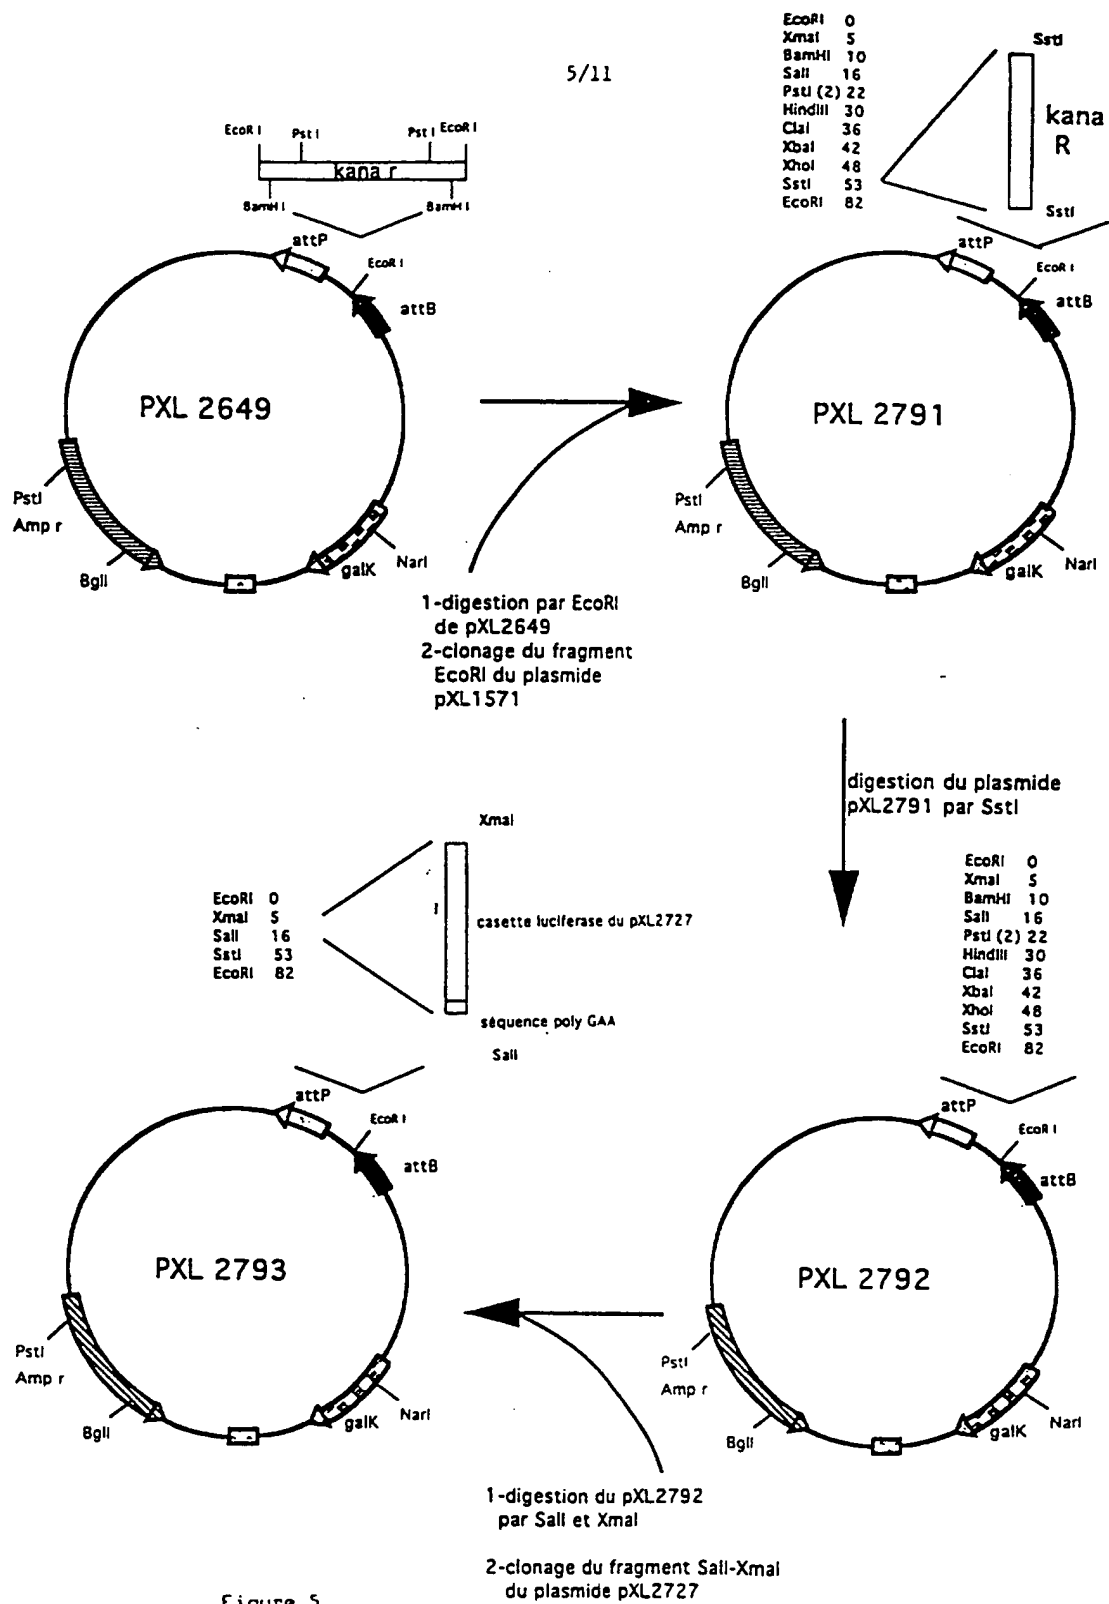 5/11
EcoR I
Pst I
Pst I
EcoR I
kana r
BamH I
BamH I
attP
EcoR I
attB
PXL 2649
PstI
Amp r
BglI
galK
NarI
EcoRI 0
XmaI 5
BamHI 10
SalI 16
PstI (2) 22
HindIII 30
ClaI 36
XbaI 42
XhoI 48
SstI 53
EcoRI 82
SstI
kana
R
SstI
attP
EcoR I
attB
PXL 2791
PstI
Amp r
BglI
galK
NarI
1-digestion par EcoRI
de pXL2649
2-clonage du fragment
EcoRI du plasmide
pXL1571
digestion du plasmide
pXL2791 par SstI
EcoRI 0
XmaI 5
BamHI 10
SalI 16
PstI (2) 22
HindIII 30
ClaI 36
XbaI 42
XhoI 48
SstI 53
EcoRI 82
attP
EcoR I
attB
PXL 2792
PstI
Amp r
BglI
galK
NarI
XmaI
EcoRI 0
XmaI 5
SalI 16
SstI 53
EcoRI 82
casette luciferase du pXL2727
séquence poly GAA
SalI
attP
EcoR I
attB
PXL 2793
PstI
Amp r
BglI
galK
NarI
1-digestion du pXL2792
par SalI et XmaI
2-clonage du fragment SalI-XmaI
du plasmide pXL2727
Figure 5